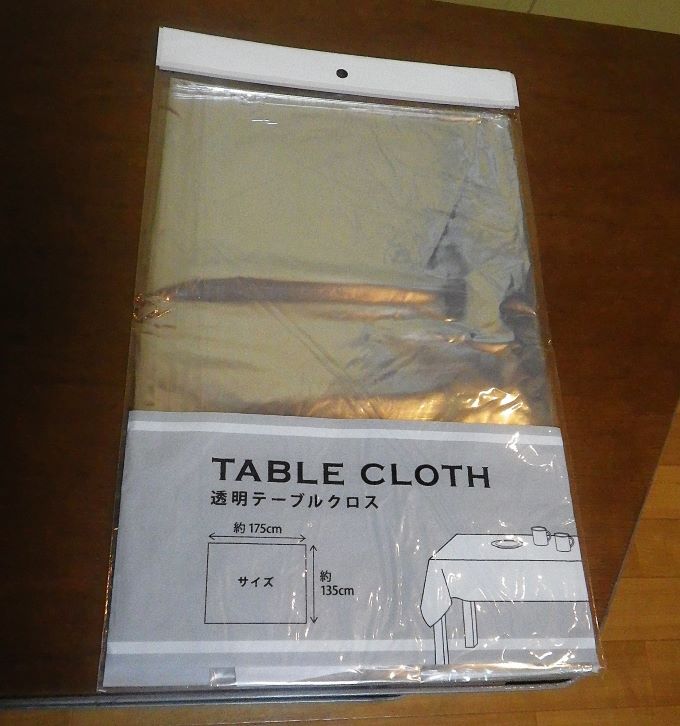 TABLE CLOTH
透明テーブルクロス
約 175cm
サイズ
約
135cm